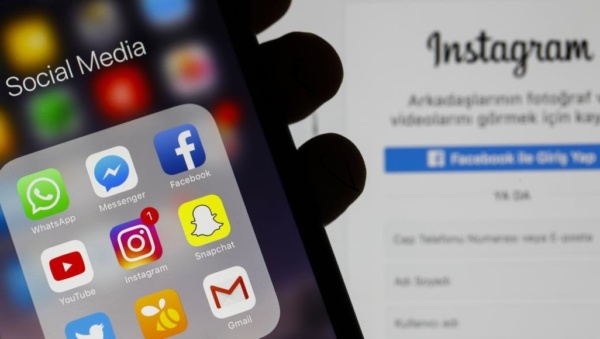 Social Media
WhatsApp
Messenger
Facebook
YouTube
1
Instagram
Snapchat
Gmail
Instagram
Arkadaşlarının fotoğraf v
videolarını görmek için kay
Facebook ile Giriş Yap
YA DA
Cep Telefonu Numarası veya E-posta
Adı Soyadı
Kullanıcı adı